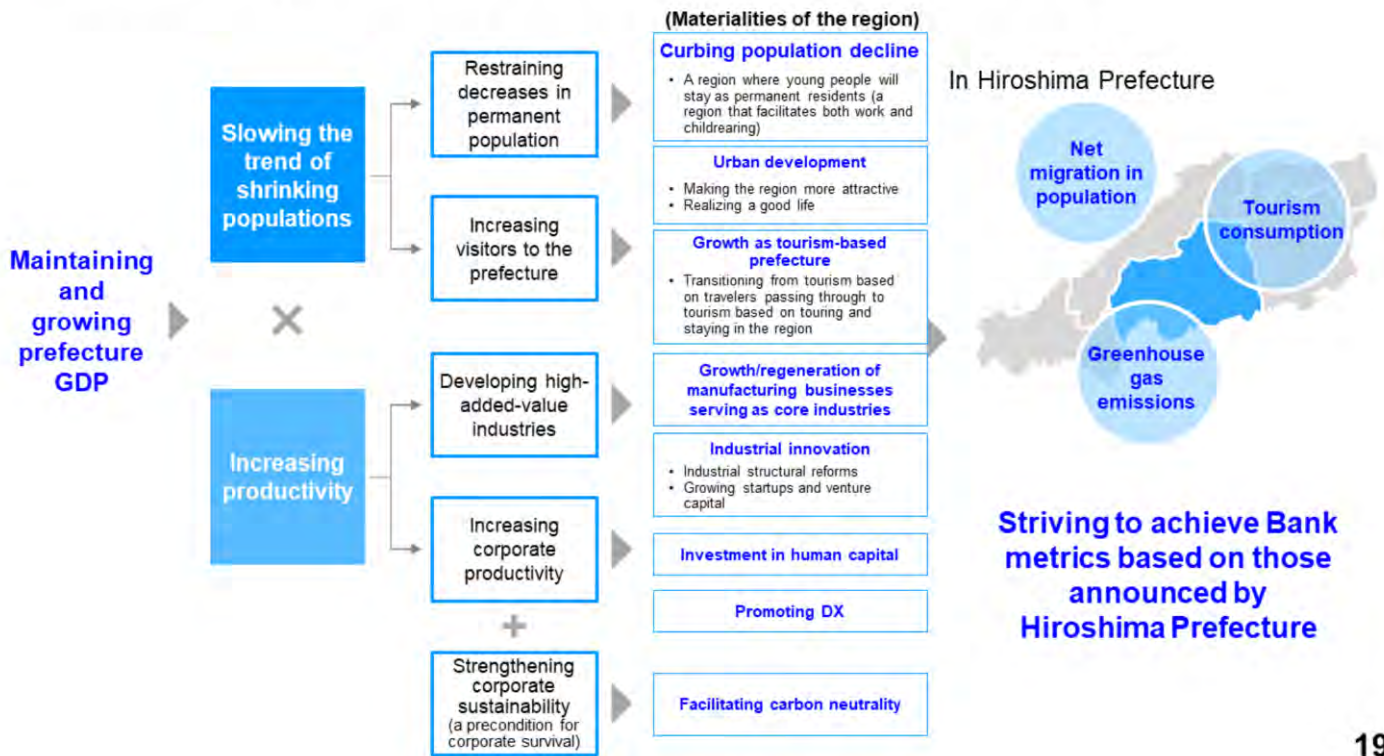 Maintaining
and
growing
prefecture
GDP
Slowing the
trend of
shrinking
populations
×
Increasing
productivity
Restraining
decreases in
permanent
population
Increasing
visitors to the
prefecture
Developing high-
added-value
industries
Increasing
corporate
productivity
+
Strengthening
corporate
sustainability
(a precondition for
corporate survival)
(Materialities of the region)
Curbing population decline
• A region where young people will
stay as permanent residents (a
region that facilitates both work and
childrearing)
Urban development
• Making the region more attractive
• Realizing a good life
Growth as tourism-based
prefecture
• Transitioning from tourism based
on travelers passing through to
tourism based on touring and
staying in the region
Growth/regeneration of
manufacturing businesses
serving as core industries
Industrial innovation
• Industrial structural reforms
• Growing startups and venture
capital
Investment in human capital
Promoting DX
Facilitating carbon neutrality
In Hiroshima Prefecture
Net
migration in
population
Tourism
consumption
Greenhouse
gas
emissions
Striving to achieve Bank
metrics based on those
announced by
Hiroshima Prefecture
19